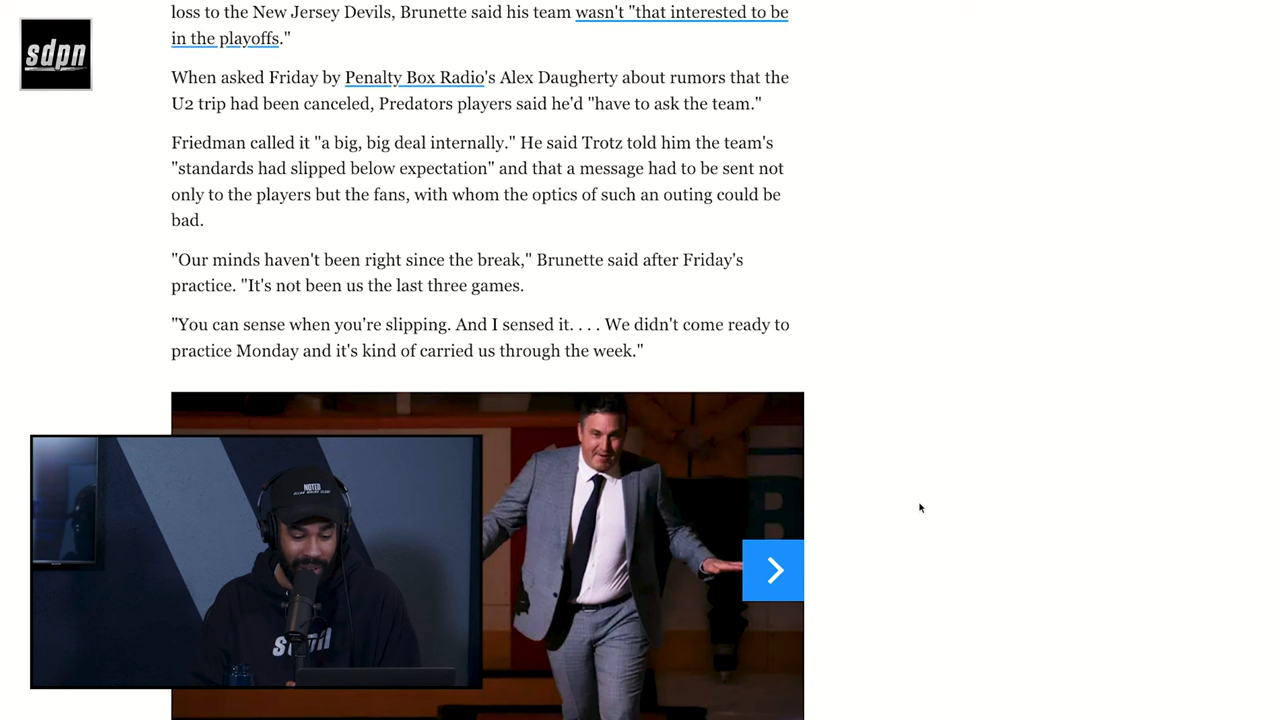 sdpn
loss to the New Jersey Devils, Brunette said his team wasn't "that interested to be
in the playoffs."
When asked Friday by Penalty Box Radio's Alex Daugherty about rumors that the
U2 trip had been canceled, Predators players said he'd "have to ask the team."
Friedman called it "a big, big deal internally." He said Trotz told him the team's
"standards had slipped below expectation" and that a message had to be sent not
only to the players but the fans, with whom the optics of such an outing could be
bad.
"Our minds haven't been right since the break," Brunette said after Friday's
practice. "It's not been us the last three games.
"You can sense when you're slipping. And I sensed it. . . . We didn't come ready to
practice Monday and it's kind of carried us through the week."
NOTED